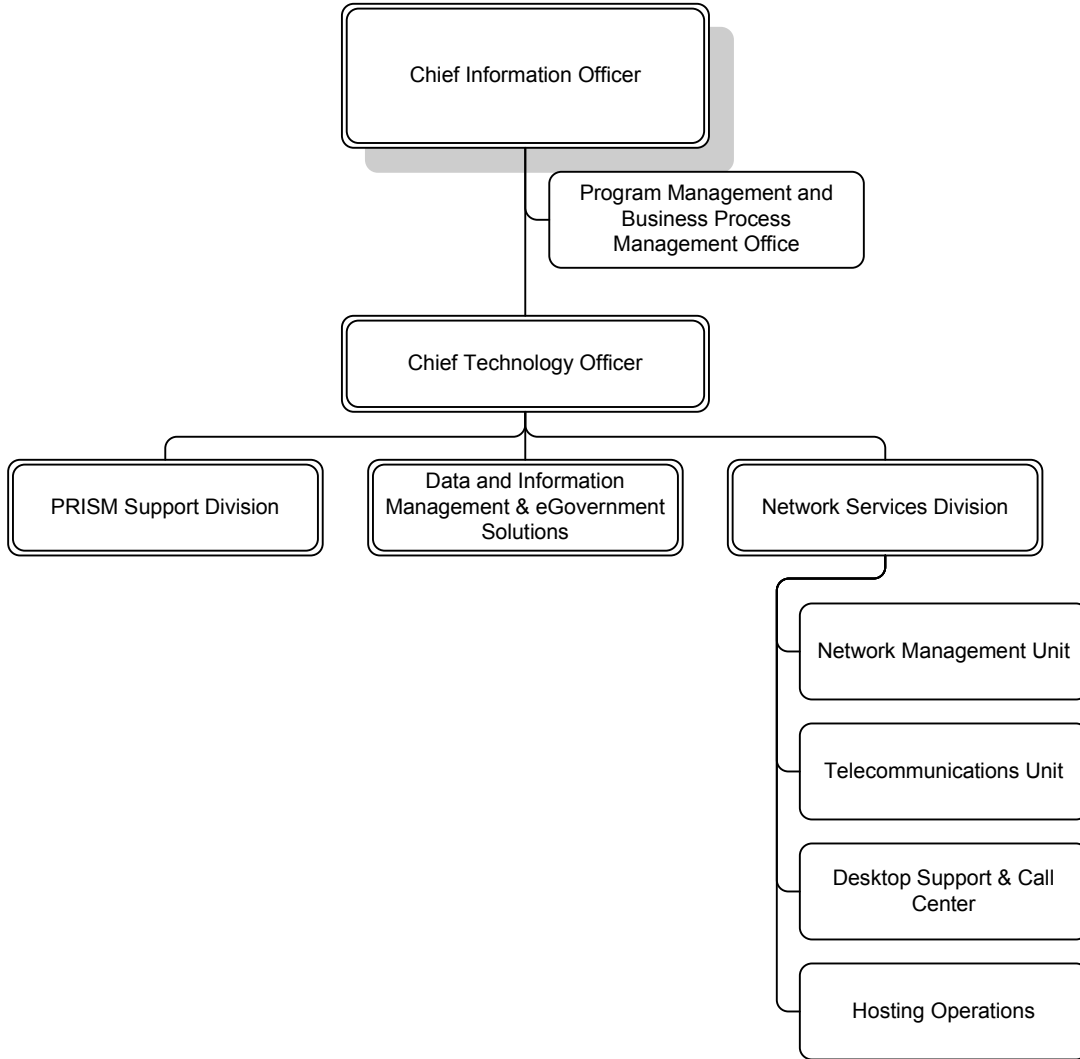 Chief Information Officer
Program Management and
Business Process
Management Office
Chief Technology Officer
PRISM Support Division
Data and Information
Management & eGovernment
Solutions
Network Services Division
Network Management Unit
Telecommunications Unit
Desktop Support & Call
Center
Hosting Operations